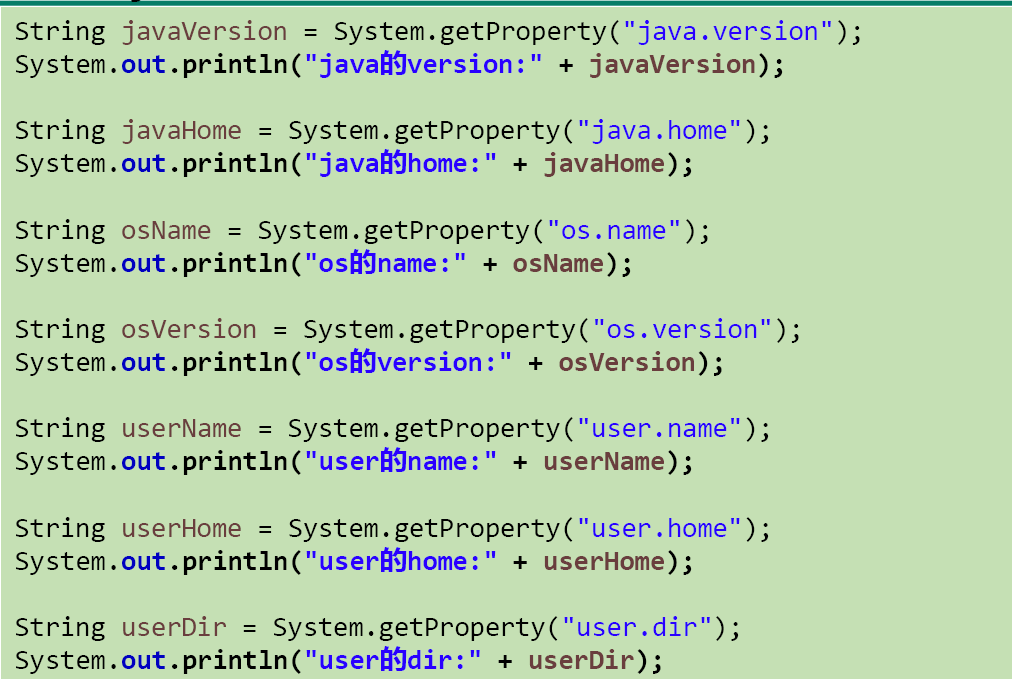 String javaVersion = System.getProperty("java.version");
System.out.println("java的version:" + javaVersion);
String javaHome = System.getProperty("java.home");
System.out.println("java的home:" + javaHome);
String osName = System.getProperty("os.name");
System.out.println("os的name:" + osName);
String osVersion = System.getProperty("os.version");
System.out.println("os的version:" + osVersion);
String userName = System.getProperty("user.name");
System.out.println("user的name:" + userName);
String userHome = System.getProperty("user.home");
System.out.println("user的home:" + userHome);
String userDir = System.getProperty("user.dir");
System.out.println("user的dir:" + userDir);